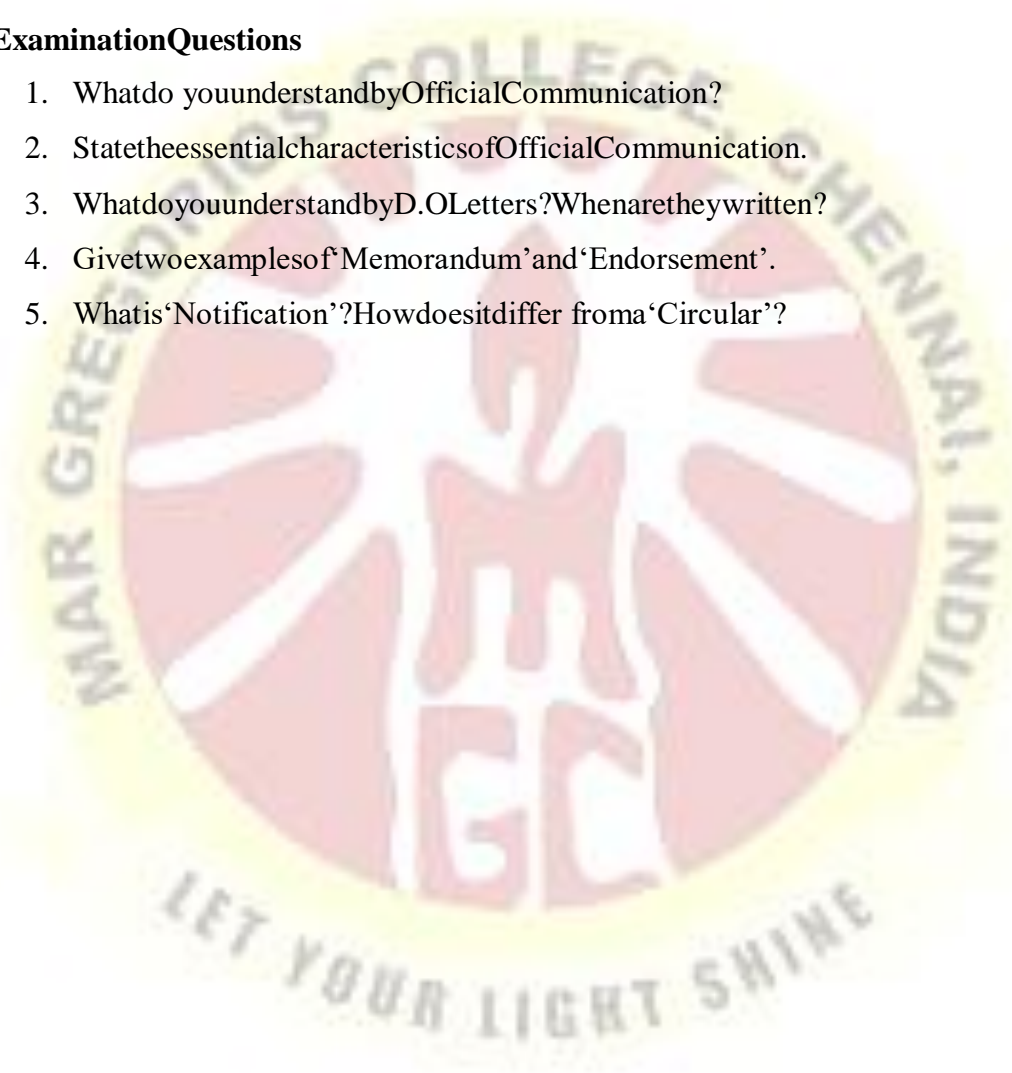 ExaminationQuestions
1. Whatdo youunderstandbyOfficialCommunication?
2. StatetheessentialcharacteristicsofOfficialCommunication.
3. WhatdoyouunderstandbyD.OLetters?Whenaretheywritten?
4. Givetwoexamplesof‘Memorandum’and‘Endorsement’.
5. Whatis‘Notification’?Howdoesitdiffer froma‘Circular’?
MAR GREGORIOS COLLEGE, CHENNAI, INDIA
MGC
LET YOUR LIGHT SHINE